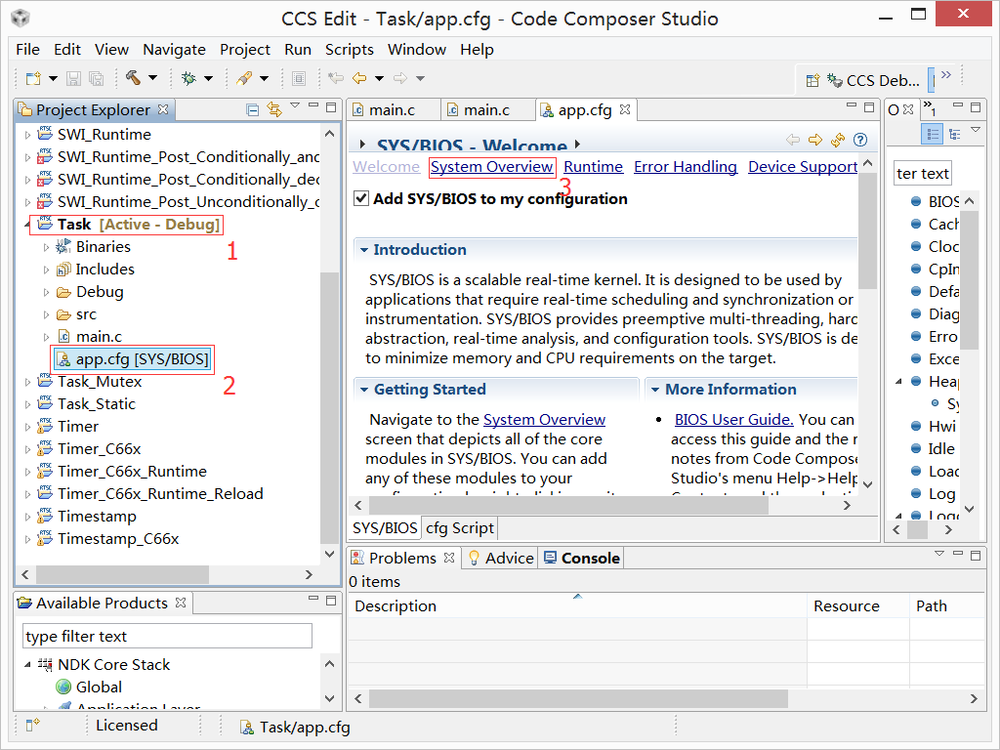 CCS Edit - Task/app.cfg - Code Composer Studio
File Edit View Navigate Project Run Scripts Window Help
CCS Deb...
Project Explorer
SWI_Runtime
SWI_Runtime_Post_Conditionally_and
SWI_Runtime_Post_Conditionally_dec
SWI_Runtime_Post_Unconditionally_c
Task [Active - Debug]
1
Binaries
Includes
Debug
src
main.c
app.cfg [SYS/BIOS]
2
Task_Mutex
Task_Static
Timer
Timer_C66x
Timer_C66x_Runtime
Timer_C66x_Runtime_Reload
Timestamp
Timestamp_C66x
Available Products
type filter text
NDK Core Stack
Global
Application Layer
main.c main.c app.cfg
SYS/BIOS - Welcome
Welcome System Overview Runtime Error Handling Device Support
3
Add SYS/BIOS to my configuration
Introduction
SYS/BIOS is a scalable real-time kernel. It is designed to be used by
applications that require real-time scheduling and synchronization or
instrumentation. SYS/BIOS provides preemptive multi-threading, hard
abstraction, real-time analysis, and configuration tools. SYS/BIOS is de
to minimize memory and CPU requirements on the target.
Getting Started
Navigate to the System Overview
screen that depicts all of the core
modules in SYS/BIOS. You can add
any of these modules to your
More Information
• BIOS User Guide. You can
access this guide and the r
notes from Code Compose
Studio's menu Help->Help
SYS/BIOS cfg Script
O 1
ter text
BIOS
Cach
Cloc
CpIn
Defa
Diag
Erro
Exce
Heap
Sy
Hwi
Idle
Load
Log
Logg
Problems Advice Console
0 items
Description Resource Path
Licensed Task/app.cfg